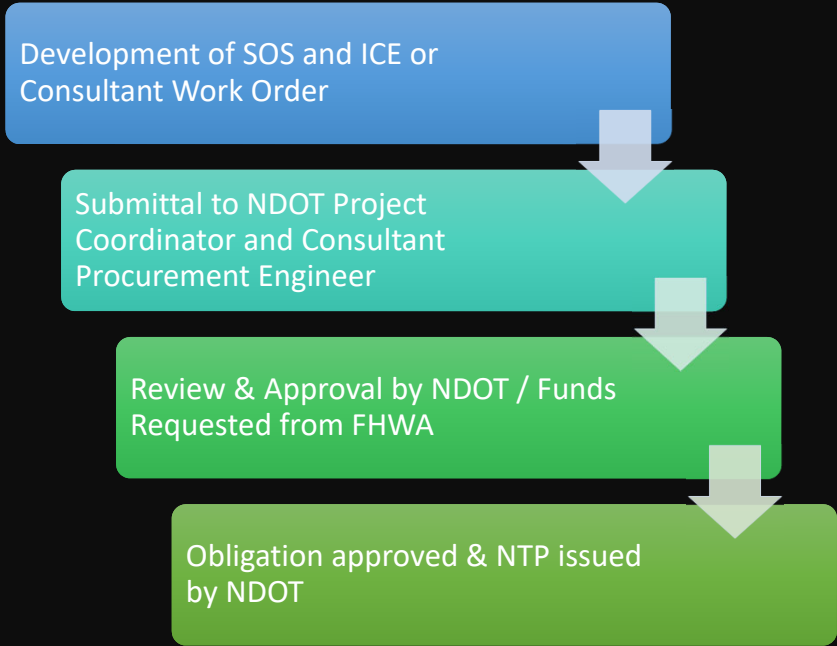 Development of SOS and ICE or
Consultant Work Order
Submittal to NDOT Project
Coordinator and Consultant
Procurement Engineer
Review & Approval by NDOT / Funds
Requested from FHWA
Obligation approved & NTP issued
by NDOT